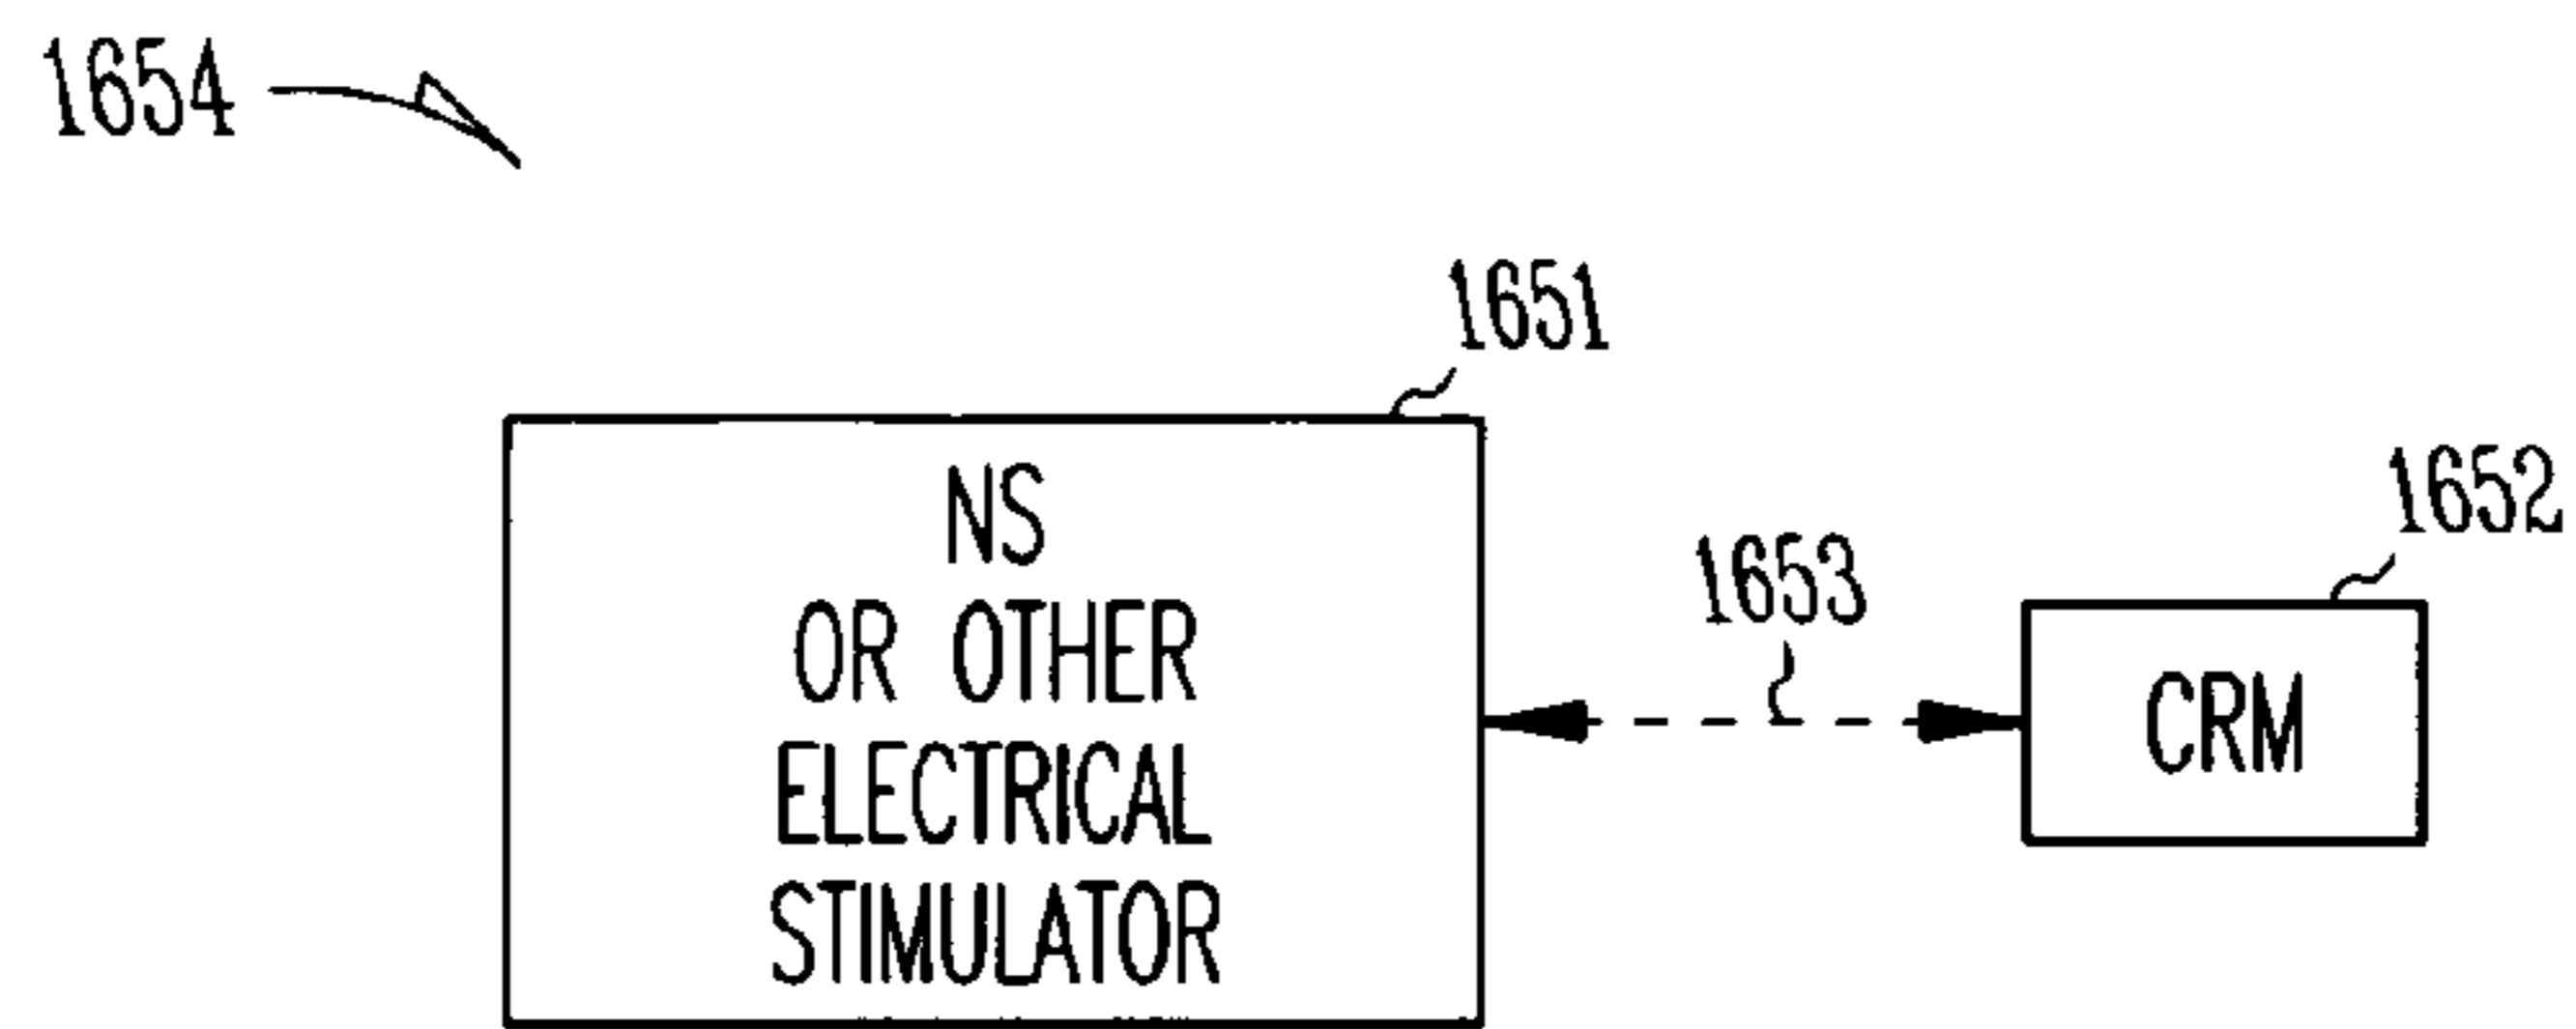 1654
1651
NS
OR OTHER
ELECTRICAL
STIMULATOR
1653
1652
CRM